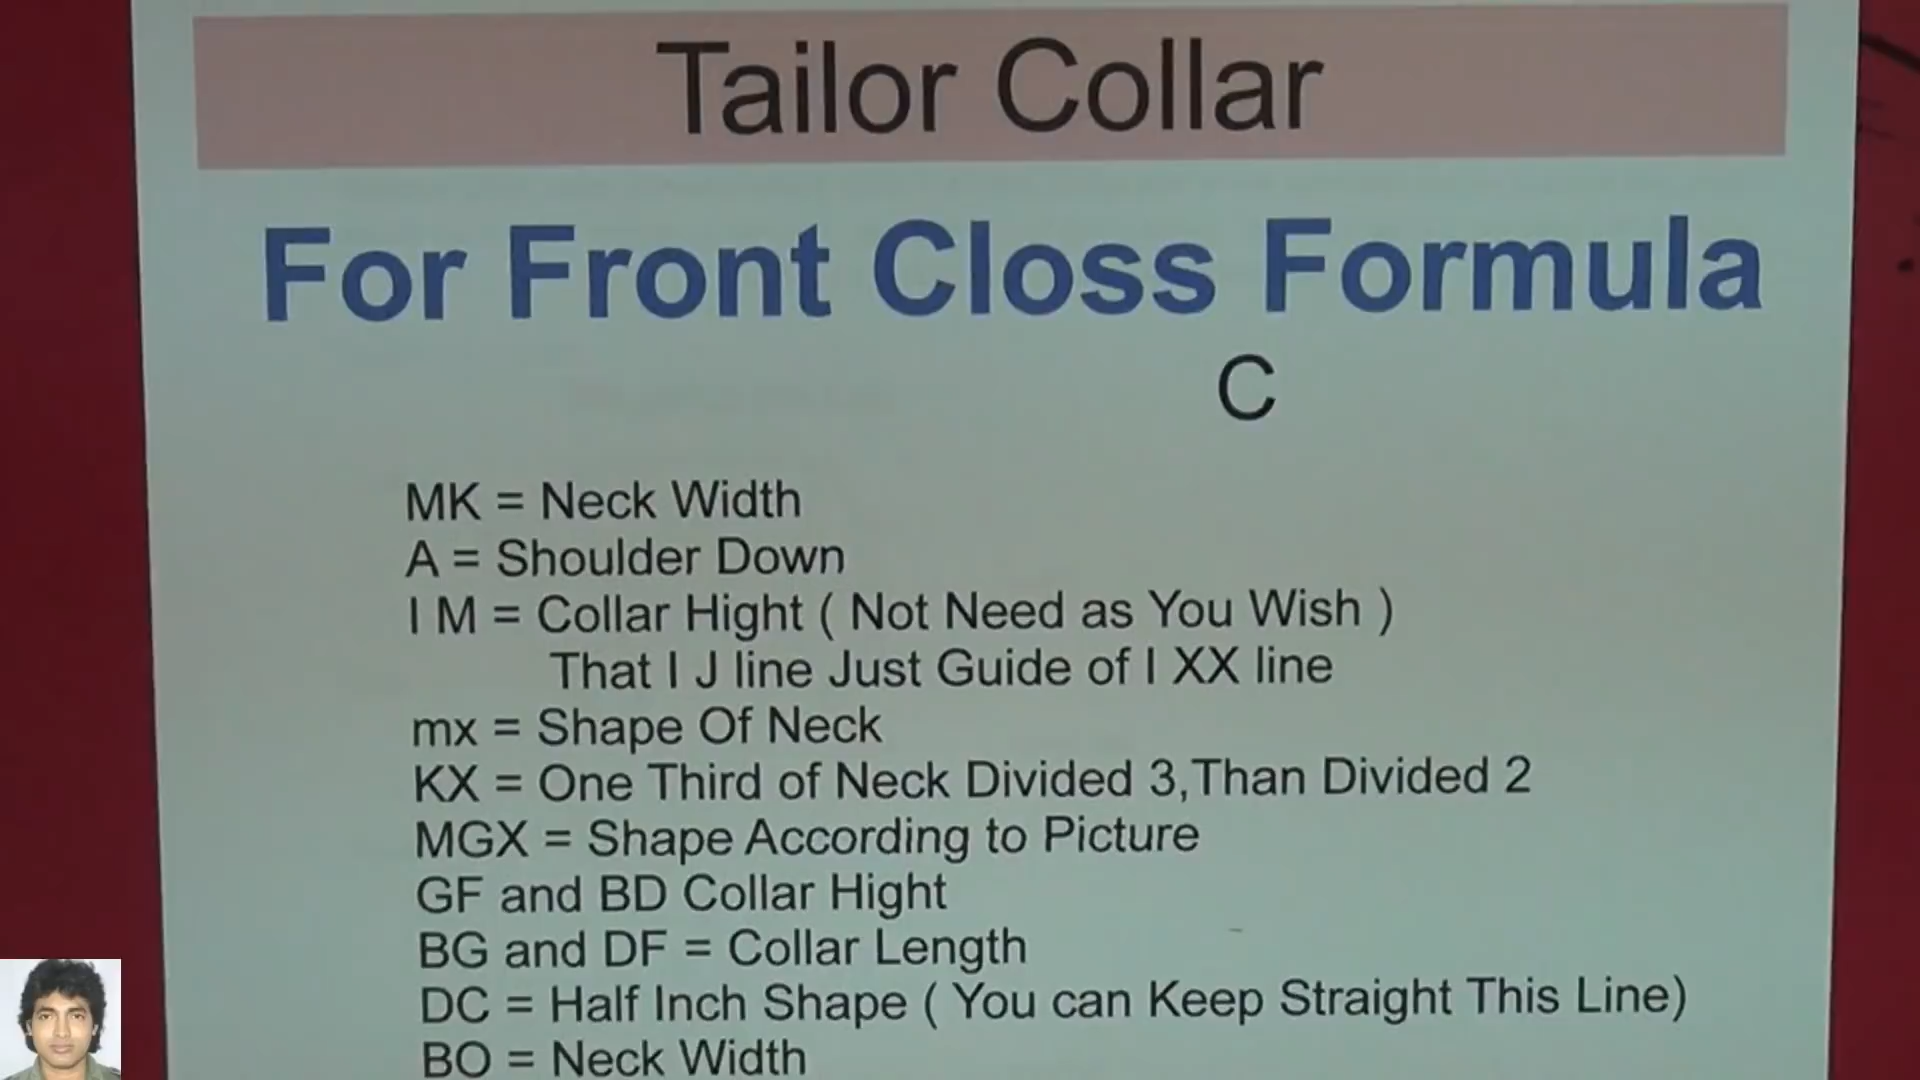 Tailor Collar
For Front Closs Formula
C
MK = Neck Width
A = Shoulder Down
I M = Collar Hight ( Not Need as You Wish )
That I J line Just Guide of I XX line
mx = Shape Of Neck
KX = One Third of Neck Divided 3,Than Divided 2
MGX = Shape According to Picture
GF and BD Collar Hight
BG and DF = Collar Length
DC = Half Inch Shape ( You can Keep Straight This Line)
BO = Neck Width